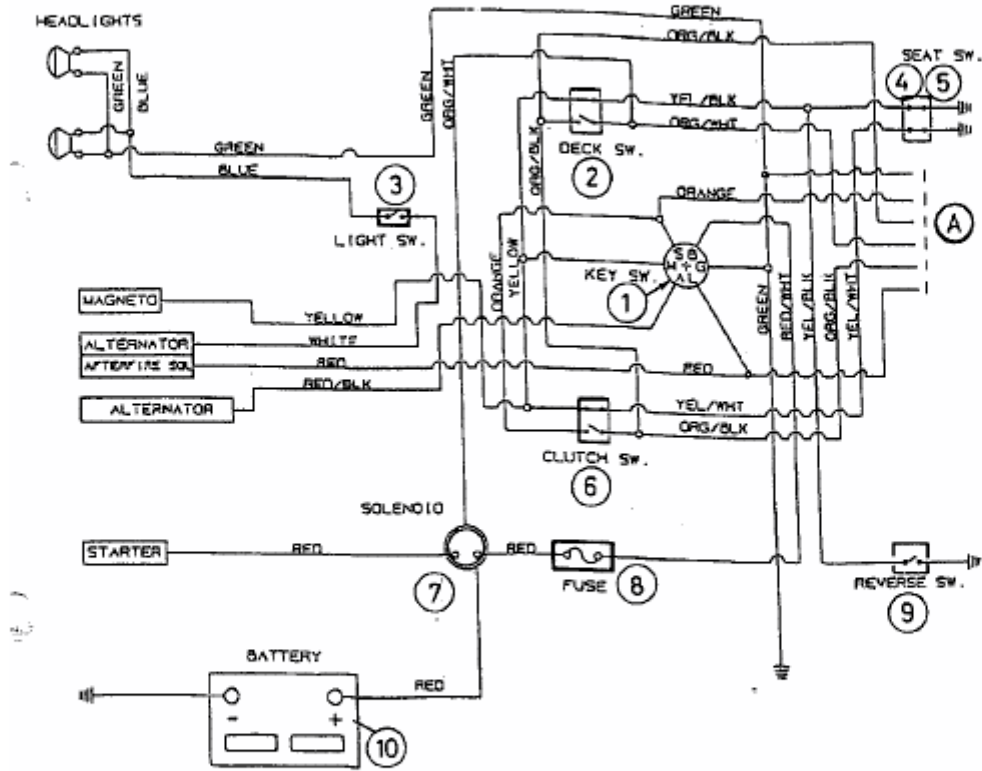 HEADLIGHTS
GREEN
ORG/BLK
SEAT SW.
4
5
GREEN
BLUE
GREEN
ORG/WHT
YEL/BLK
ORG/WHT
GREEN
BLUE
ORG/BLK
DECK SW.
2
3
LIGHT SW.
ORANGE
A
S B
M + G
A L
KEY SW.
1
ORANGE
YELLOW
GREEN
RED/WHT
YEL/BLK
ORG/BLK
YEL/WHT
MAGNETO
YELLOW
ALTERNATOR
WHITE
AFTERFIRE SOL
RED
RED
RED/BLK
ALTERNATOR
YEL/WHT
ORG/BLK
CLUTCH SW.
6
SOLENOID
STARTER
RED
RED
7
FUSE
8
REVERSE SW.
9
BATTERY
RED
-
+
10